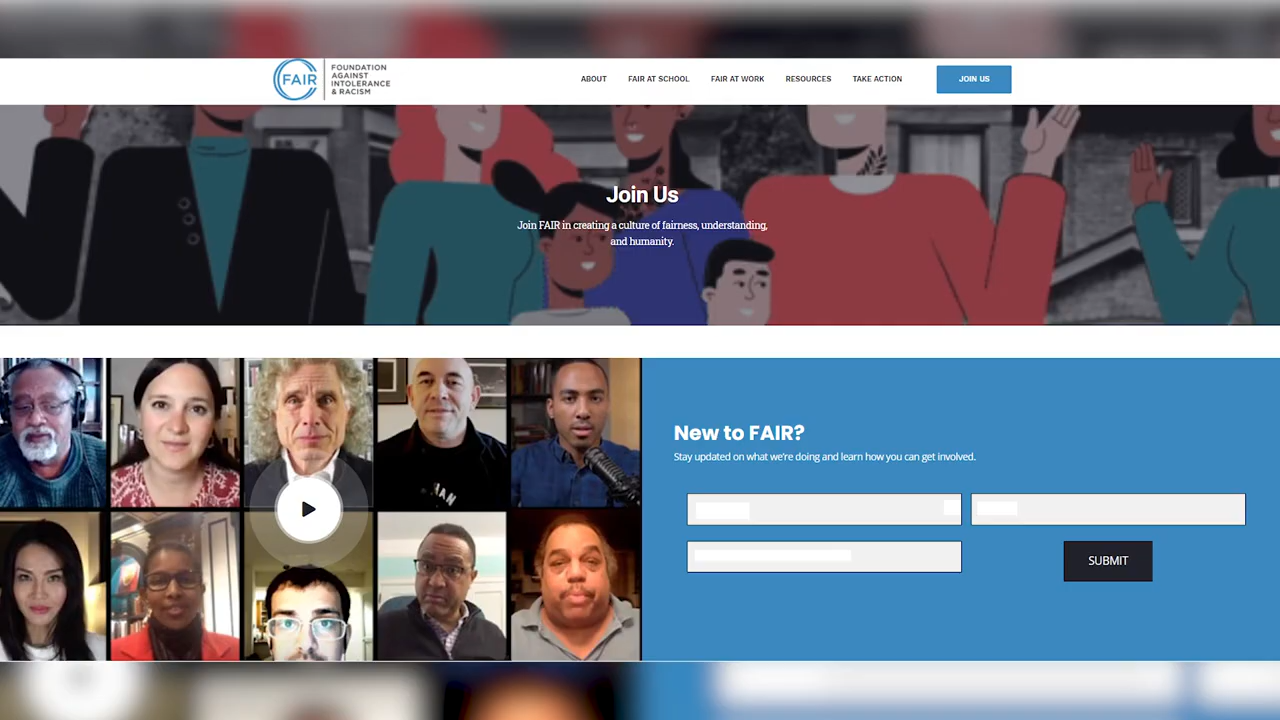 FAIR
FOUNDATION
AGAINST
INTOLERANCE
& RACISM
ABOUT
FAIR AT SCHOOL
FAIR AT WORK
RESOURCES
TAKE ACTION
JOIN US
Join Us
Join FAIR in creating a culture of fairness, understanding,
and humanity.
New to FAIR?
Stay updated on what we're doing and learn how you can get involved.
SUBMIT